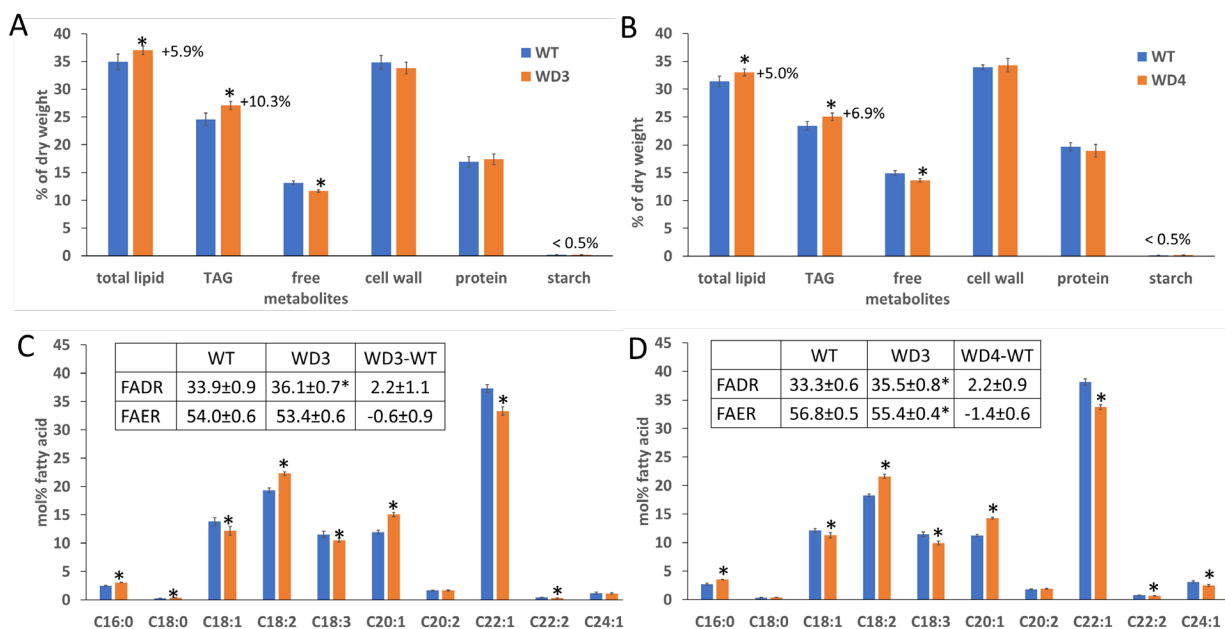 A
40
35
30
25
20
15
10
5
0
% of dry weight
* +5.9%
* +10.3%
*
< 0.5%
WT
WD3
total lipid TAG free metabolites cell wall protein starch
B
40
35
30
25
20
15
10
5
0
% of dry weight
* +5.0%
* +6.9%
*
< 0.5%
WT
WD4
total lipid TAG free metabolites cell wall protein starch
C
45
40
35
30
25
20
15
10
5
0
mol% fatty acid
WT WD3 WD3-WT
FADR 33.9±0.9 36.1±0.7* 2.2±1.1
FAER 54.0±0.6 53.4±0.6 -0.6±0.9
* * * * * * * *
C16:0 C18:0 C18:1 C18:2 C18:3 C20:1 C20:2 C22:1 C22:2 C24:1
D
45
40
35
30
25
20
15
10
5
0
mol% fatty acid
WT WD3 WD4-WT
FADR 33.3±0.6 35.5±0.8* 2.2±0.9
FAER 56.8±0.5 55.4±0.4* -1.4±0.6
* * * * * * * *
C16:0 C18:0 C18:1 C18:2 C18:3 C20:1 C20:2 C22:1 C22:2 C24:1